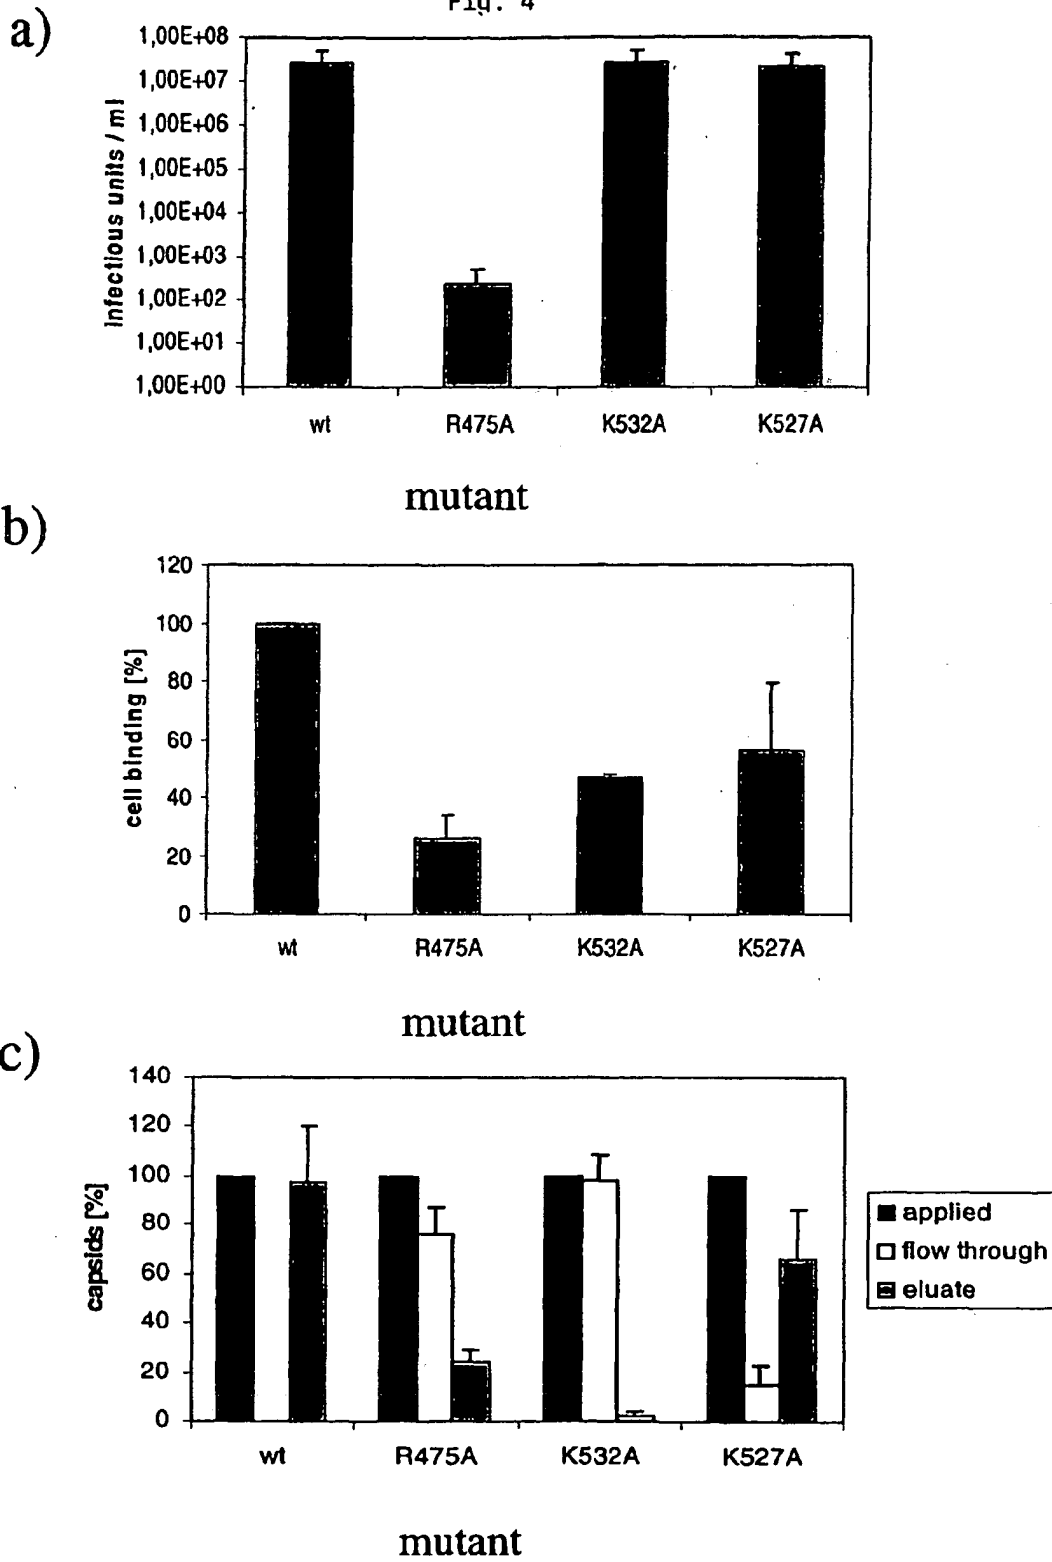 Fig. 4
a)
1,00E+08
1,00E+07
1,00E+06
1,00E+05
1,00E+04
1,00E+03
1,00E+02
1,00E+01
1,00E+00
Infectious units / ml
wt R475A K532A K527A
mutant
b)
120
100
80
60
40
20
0
cell binding [%]
wt R475A K532A K527A
mutant
c)
140
120
100
80
60
40
20
0
capsids [%]
wt R475A K532A K527A
applied
flow through
eluate
mutant